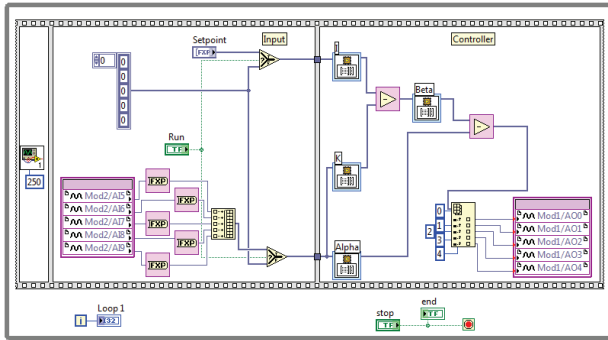 Setpoint
Input
Controller
I
0
0
0
0
0
0
FXP
Beta
Run
TF
K
1
250
FXP
Mod2/AI5
FXP
Mod2/AI6
Mod2/AI7
FXP
Mod2/AI8
FXP
Mod2/AI9
FXP
Alpha
0
1
2
3
4
2
Mod1/AO0
Mod1/AO1
Mod1/AO2
Mod1/AO3
Mod1/AO4
Loop 1
i
I32
end
TF
stop
TF